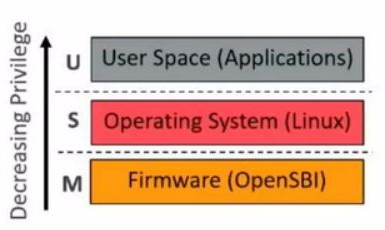 Decreasing Privilege
U User Space (Applications)
S Operating System (Linux)
M Firmware (OpenSBI)